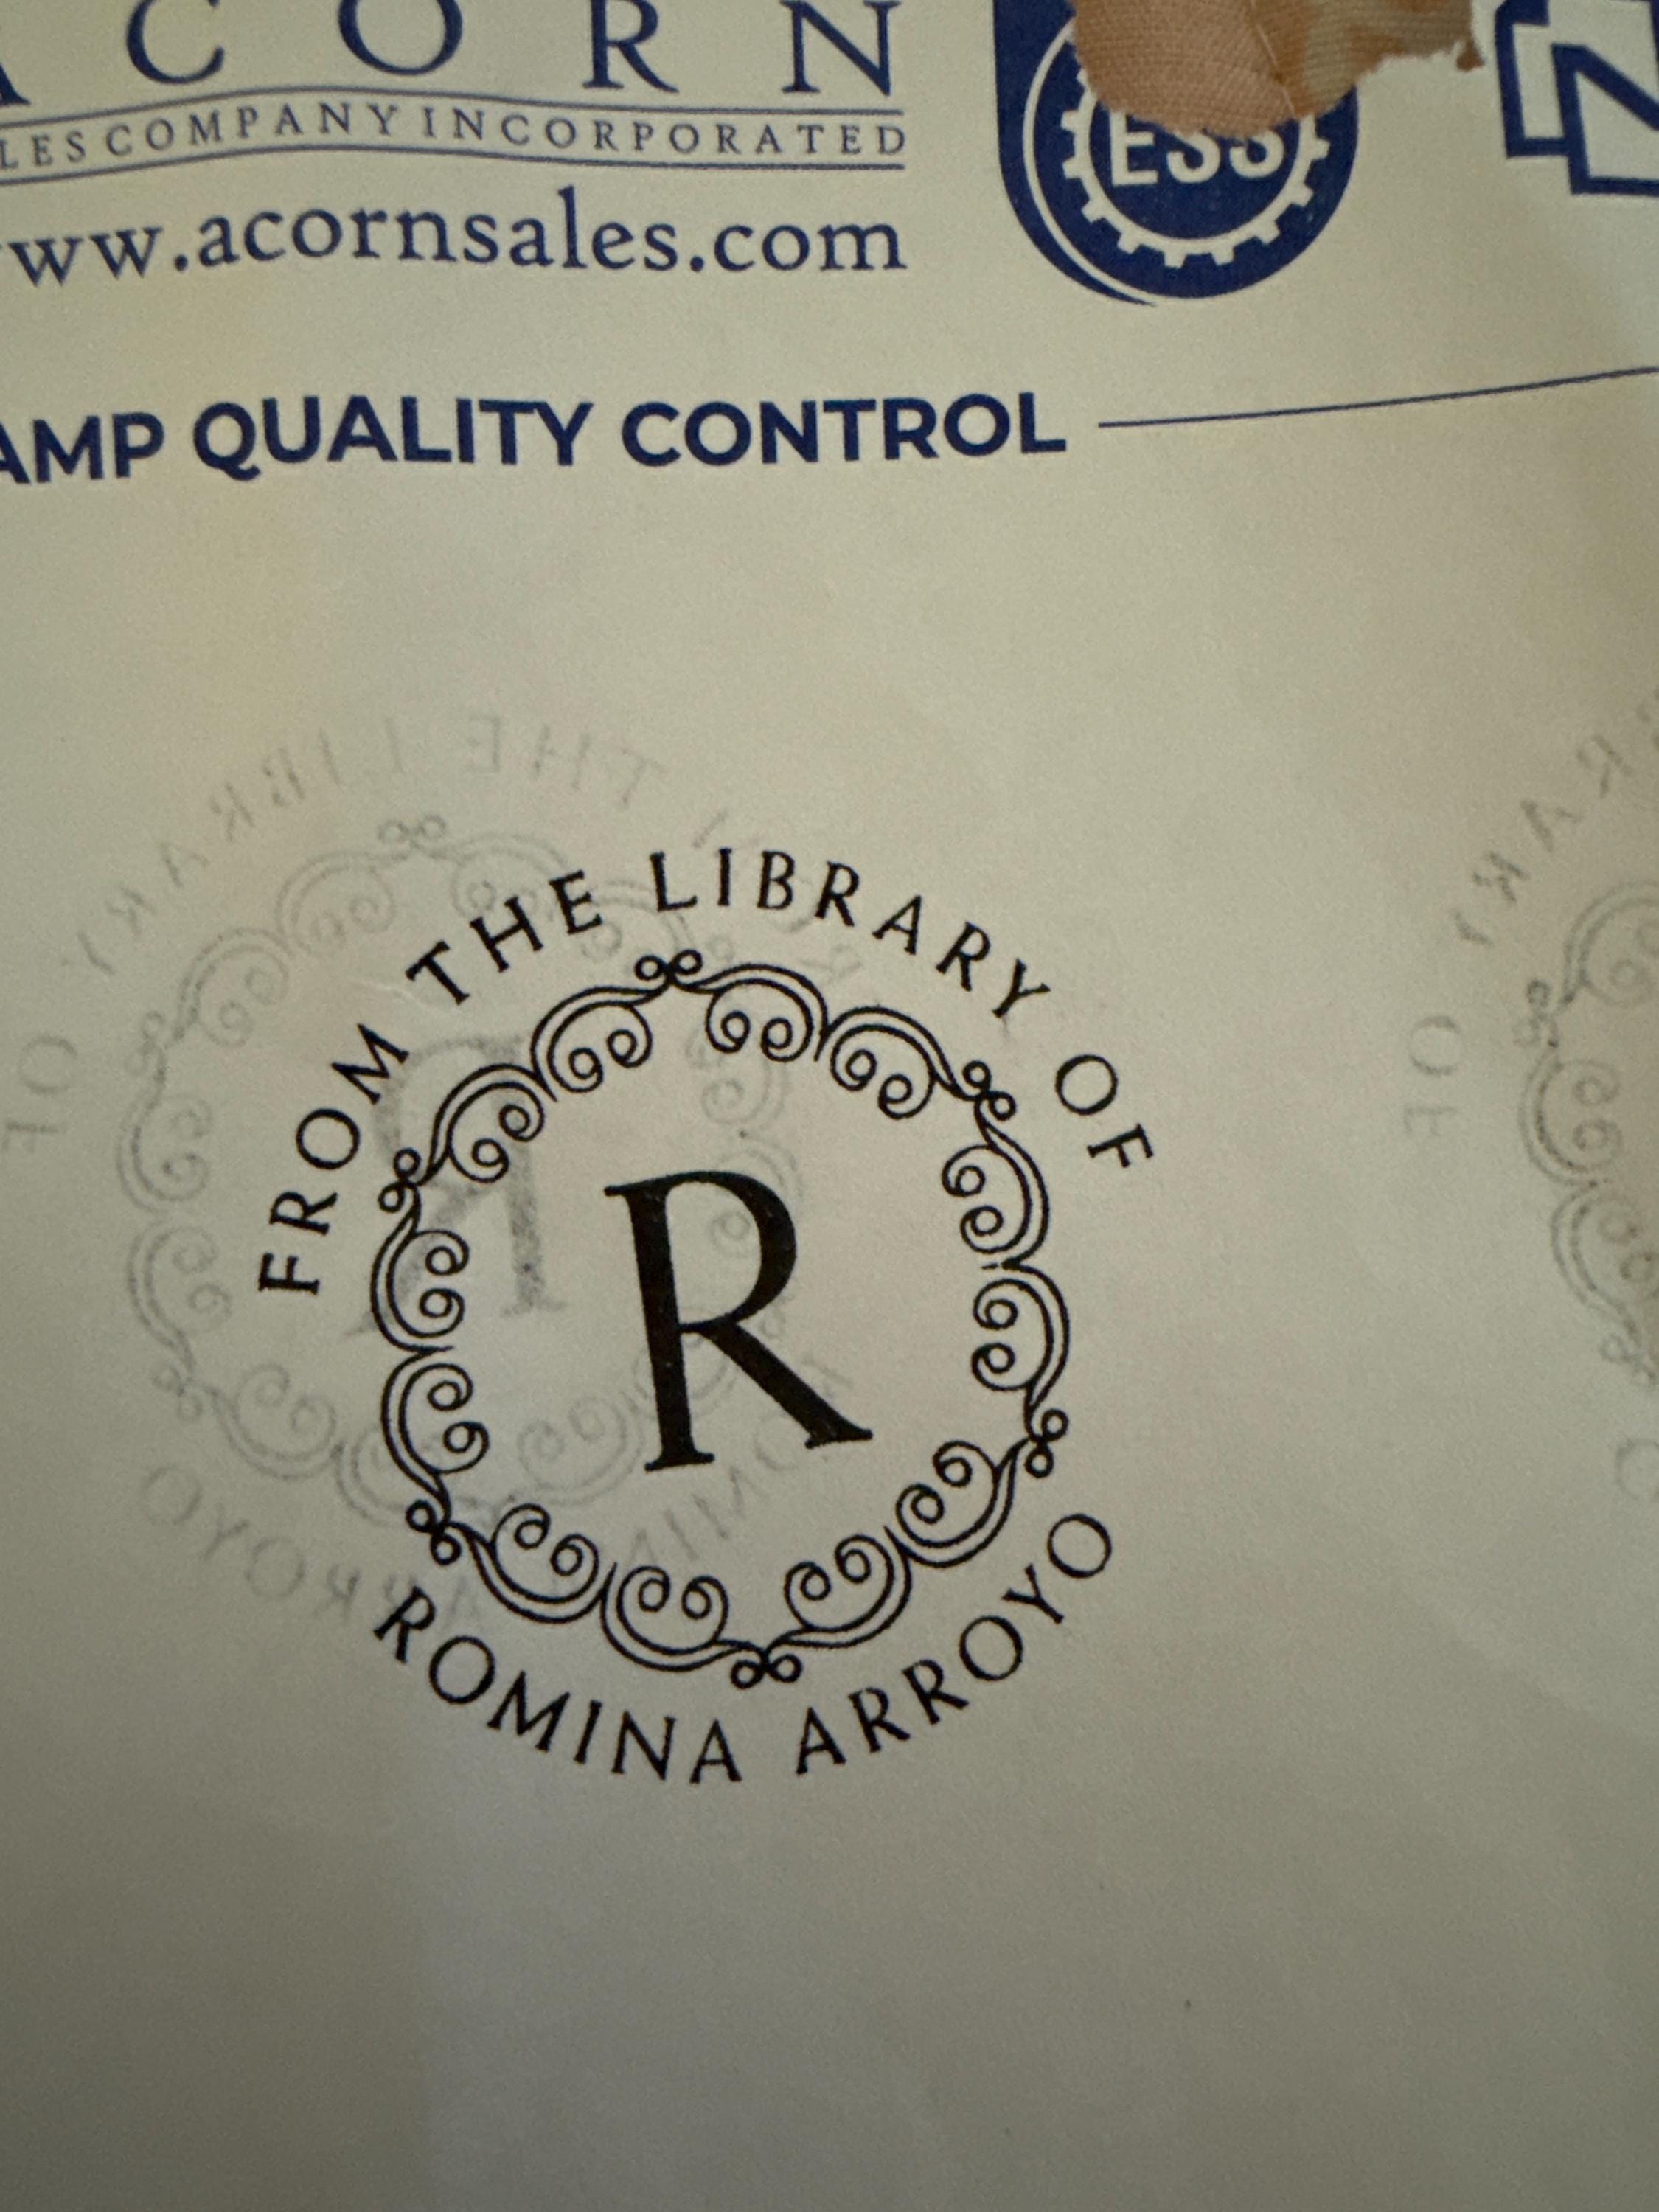 ACORN
LES COMPANY INCORPORATED
ww.acornsales.com
ESS
N
AMP QUALITY CONTROL
FROM THE LIBRARY OF
R
ROMINA ARROYO